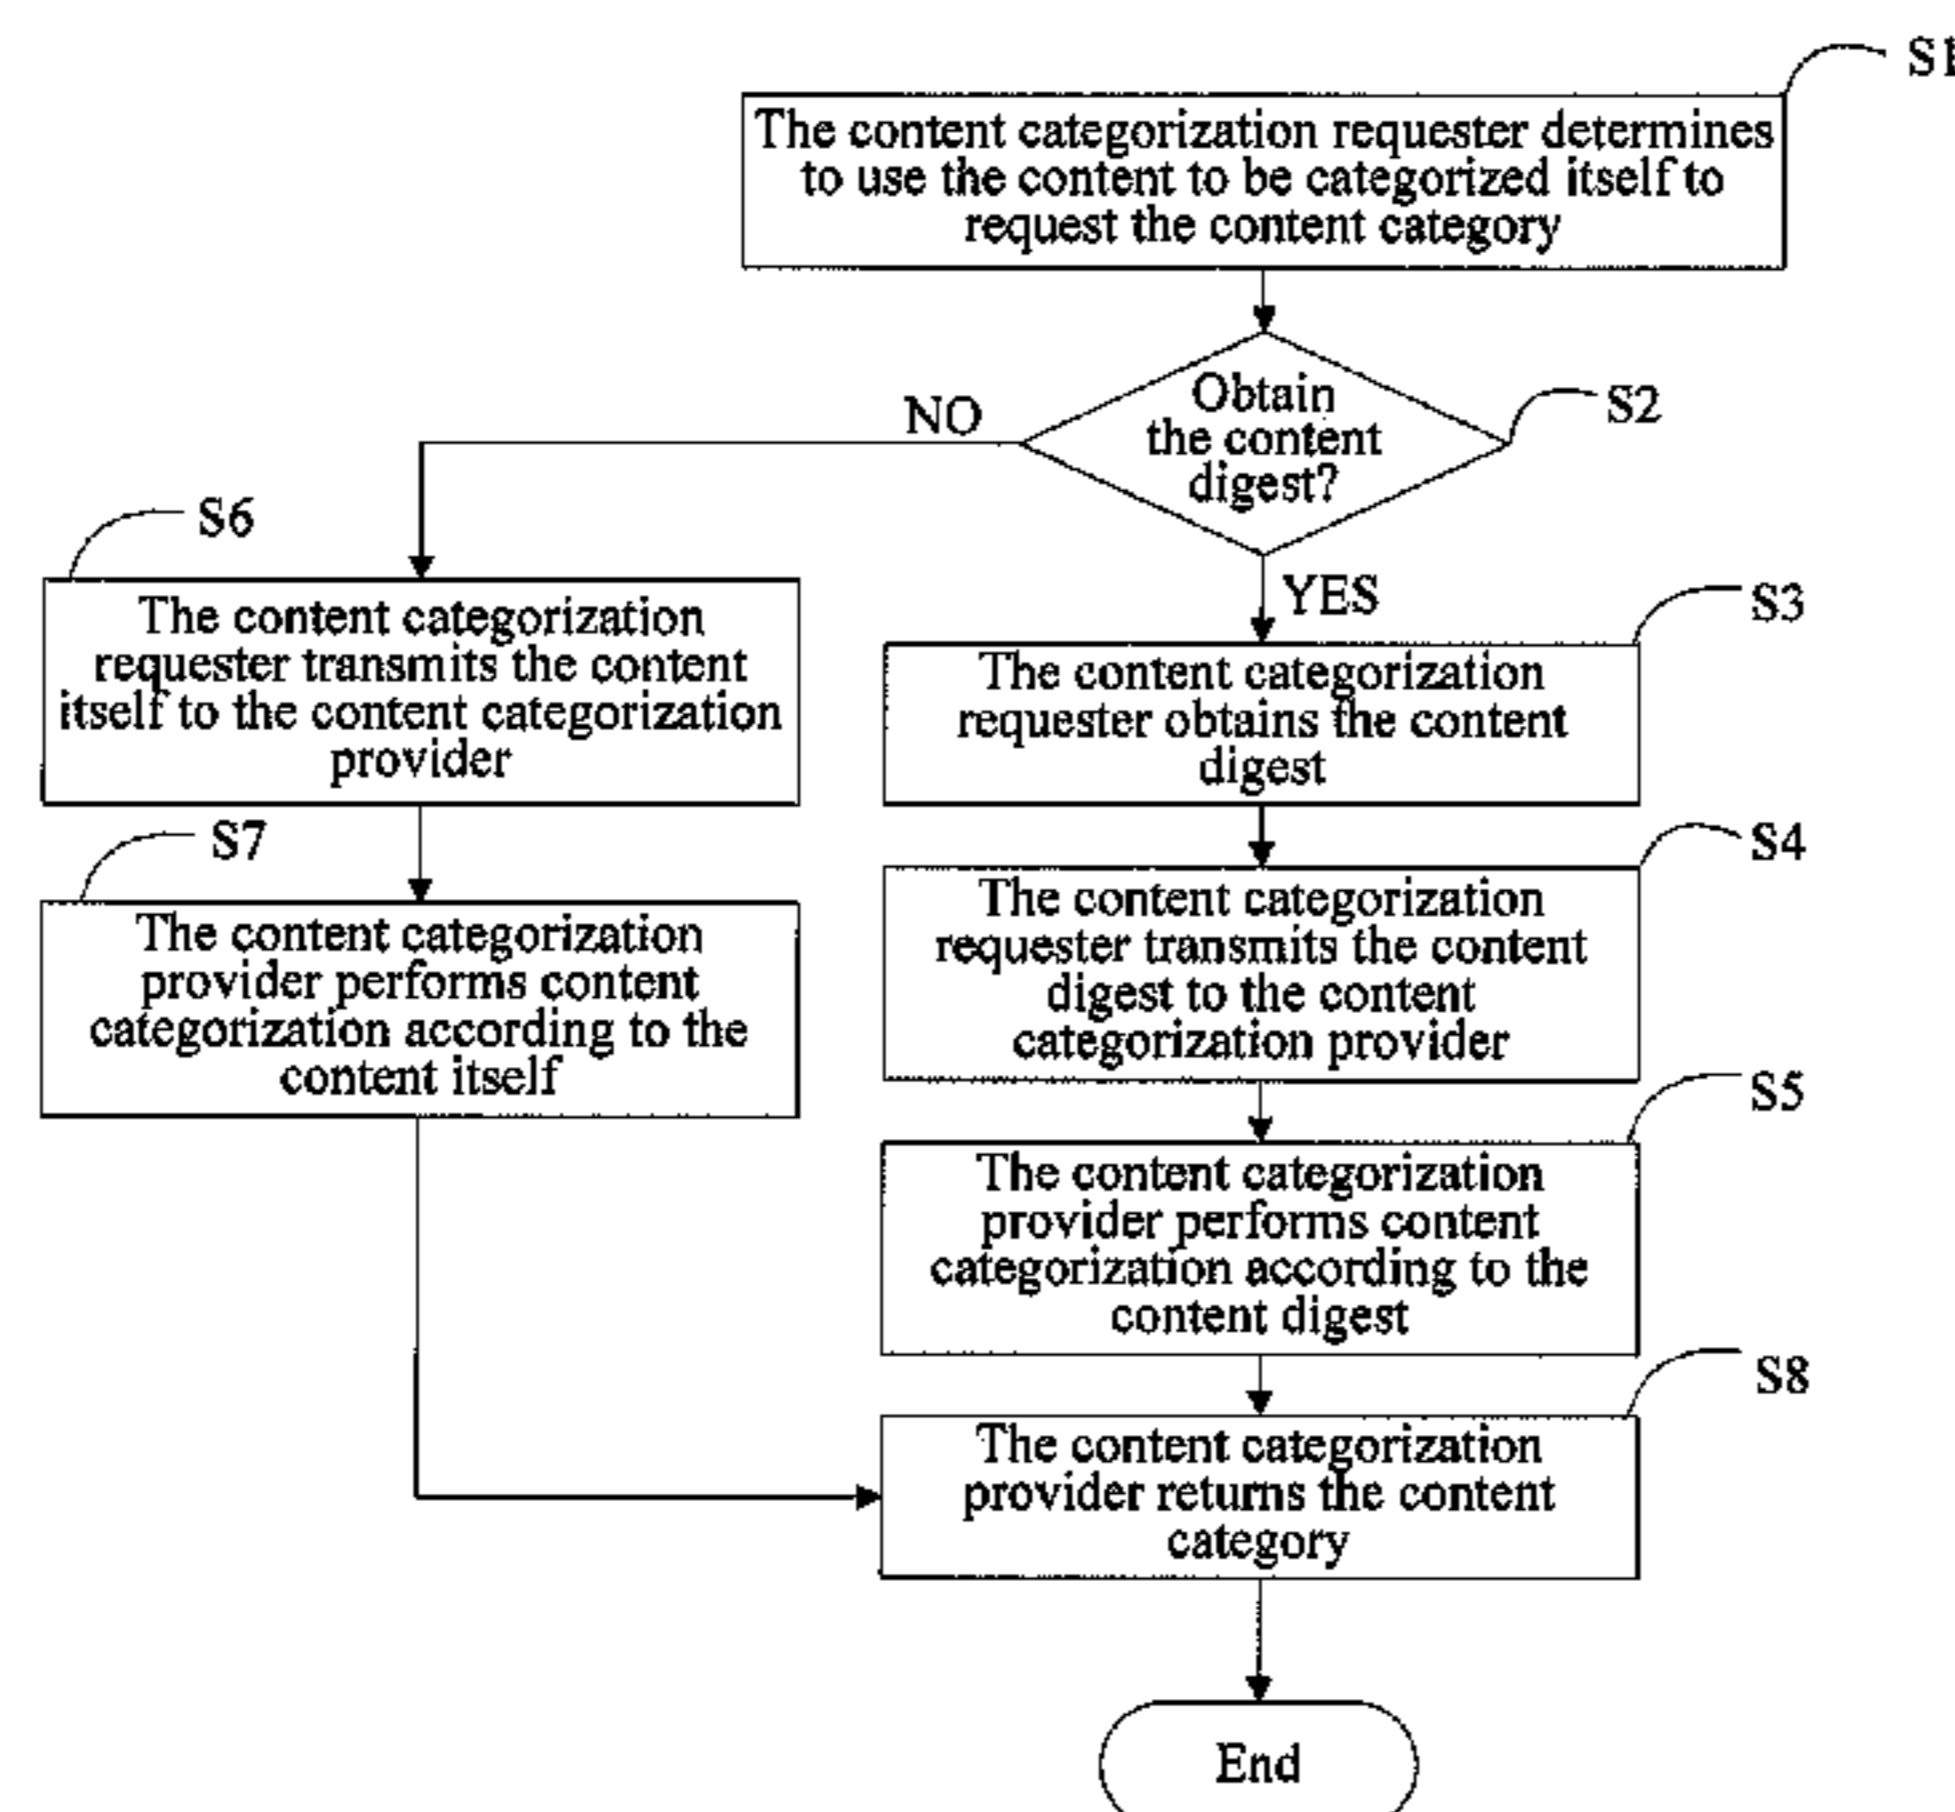 S1
The content categorization requester determines
to use the content to be categorized itself to
request the content category
Obtain
the content
digest?
S2
NO
YES
S6
The content categorization
requester transmits the content
itself to the content categorization
provider
S3
The content categorization
requester obtains the content
digest
S7
The content categorization
provider performs content
categorization according to the
content itself
S4
The content categorization
requester transmits the content
digest to the content
categorization provider
S5
The content categorization
provider performs content
categorization according to the
content digest
S8
The content categorization
provider returns the content
category
End